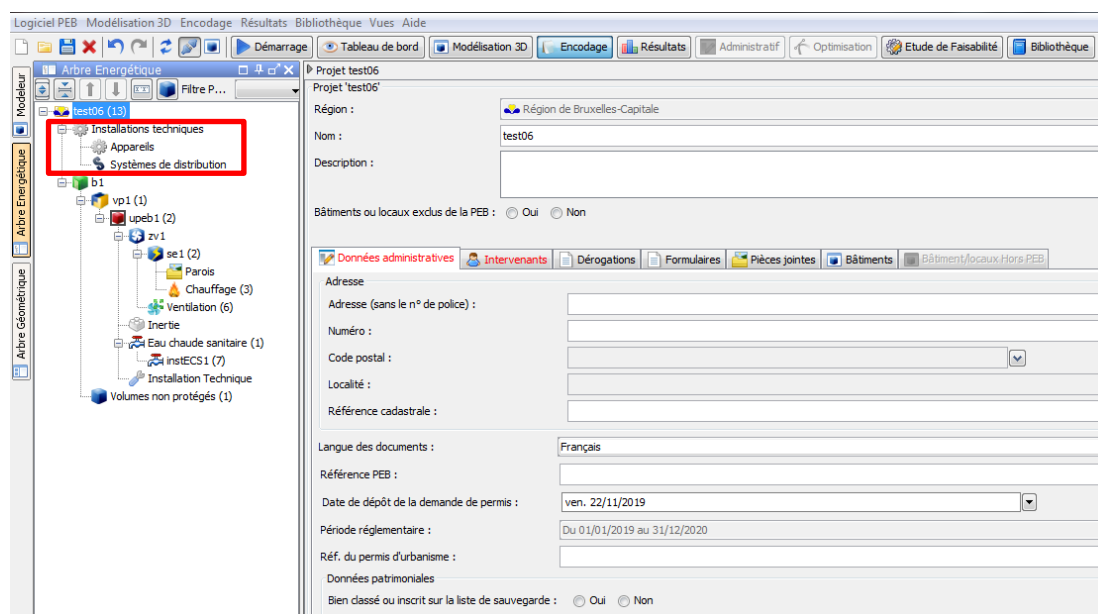 Logiciel PEB Modélisation 3D Encodage Résultats Bibliothèque Vues Aide
Démarrage Tableau de bord Modélisation 3D Encodage Résultats Administratif Optimisation Etude de Faisabilité Bibliothèque
Modeleur
Arbre Energétique
Arbre Géométrique
Arbre Energétique
Filtre P...
test06 (13)
Installations techniques
Appareils
Systèmes de distribution
b1
vp1 (1)
upeb1 (2)
zv1
se1 (2)
Parois
Chauffage (3)
Ventilation (6)
Inertie
Eau chaude sanitaire (1)
instECS1 (7)
Installation Technique
Volumes non protégés (1)
Projet test06
Projet 'test06'
Région : Région de Bruxelles-Capitale
Nom : test06
Description :
Bâtiments ou locaux exclus de la PEB : Oui Non
Données administratives Intervenants Dérogations Formulaires Pièces jointes Bâtiments Bâtiment/locaux Hors PEB
Adresse
Adresse (sans le n° de police) :
Numéro :
Code postal :
Localité :
Référence cadastrale :
Langue des documents : Français
Référence PEB :
Date de dépôt de la demande de permis : ven. 22/11/2019
Période réglementaire : Du 01/01/2019 au 31/12/2020
Réf. du permis d'urbanisme :
Données patrimoniales
Bien classé ou inscrit sur la liste de sauvegarde : Oui Non